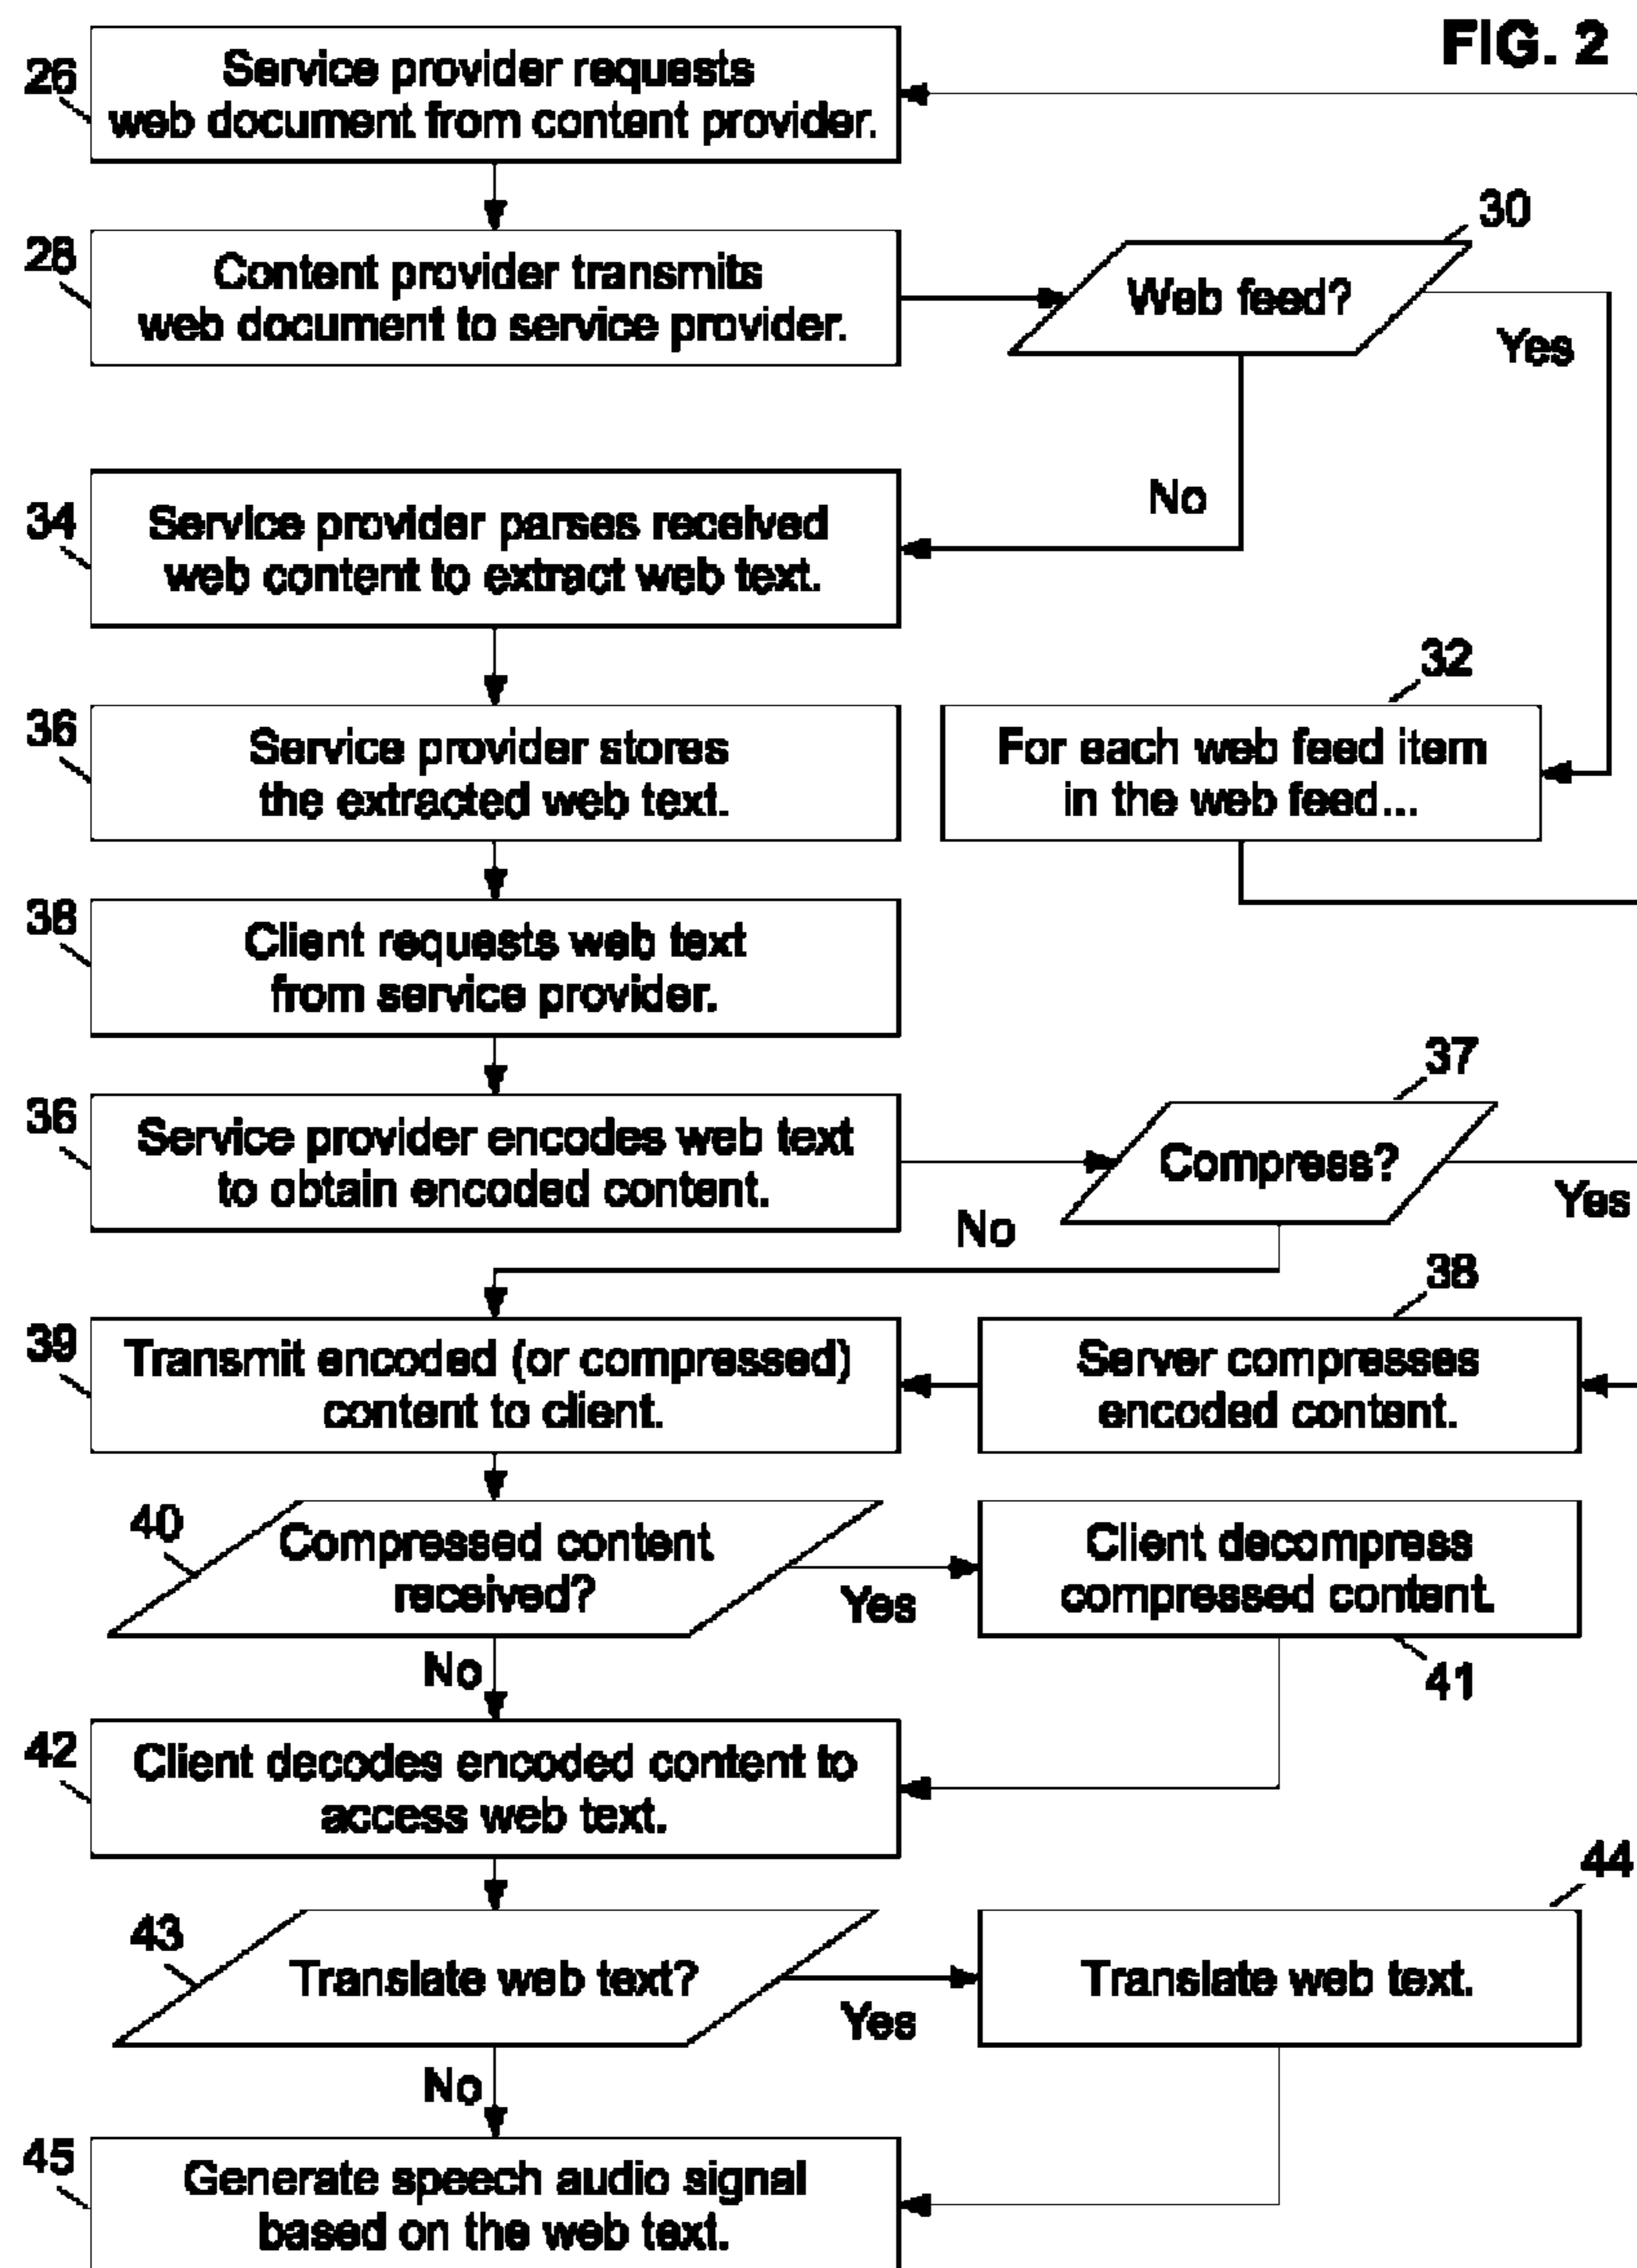 FIG. 2
26
Service provider requests
web document from content provider.
28
Content provider transmits
web document to service provider.
30
Web feed?
Yes
No
34
Service provider parses received
web content to extract web text.
32
For each web feed item
in the web feed...
36
Service provider stores
the extracted web text.
38
Client requests web text
from service provider.
36
Service provider encodes web text
to obtain encoded content.
37
Compress?
Yes
No
38
Server compresses
encoded content.
39
Transmit encoded (or compressed)
content to client.
40
Compressed content
received?
Yes
No
Client decompress
compressed content.
41
42
Client decodes encoded content to
access web text.
43
Translate web text?
Yes
No
44
Translate web text.
45
Generate speech audio signal
based on the web text.